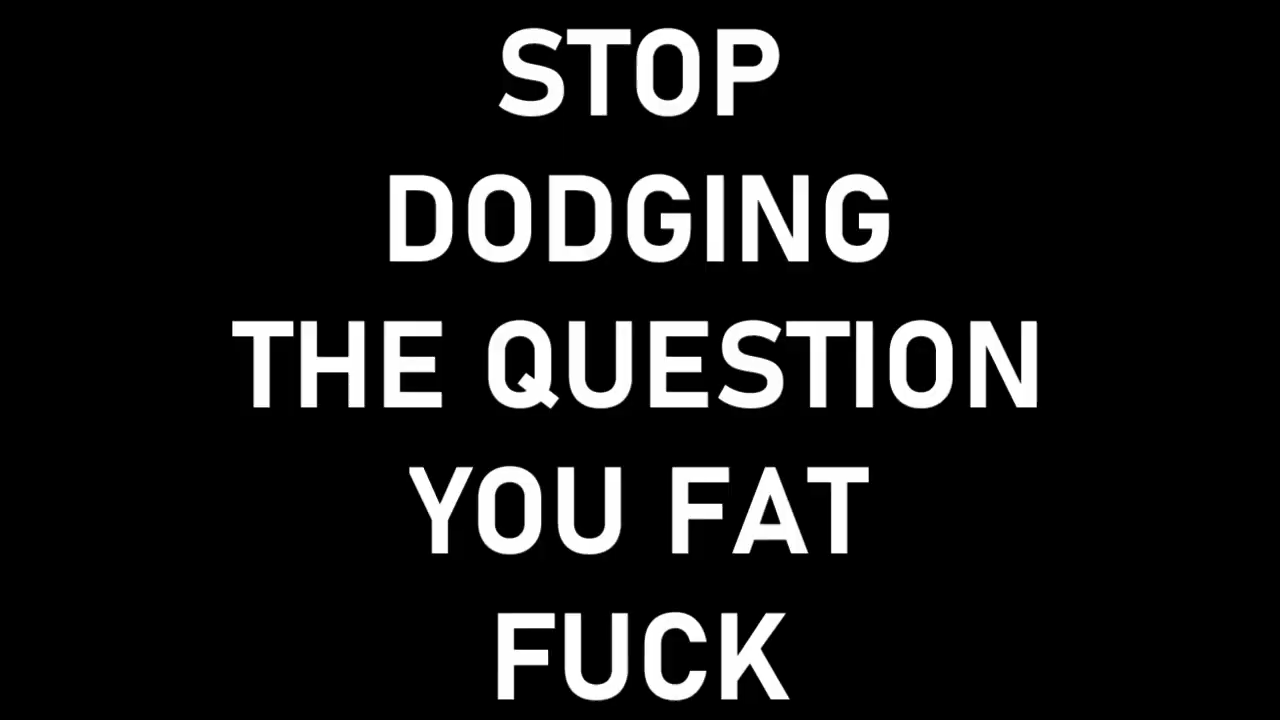 STOP
DODGING
THE QUESTION
YOU FAT
FUCK